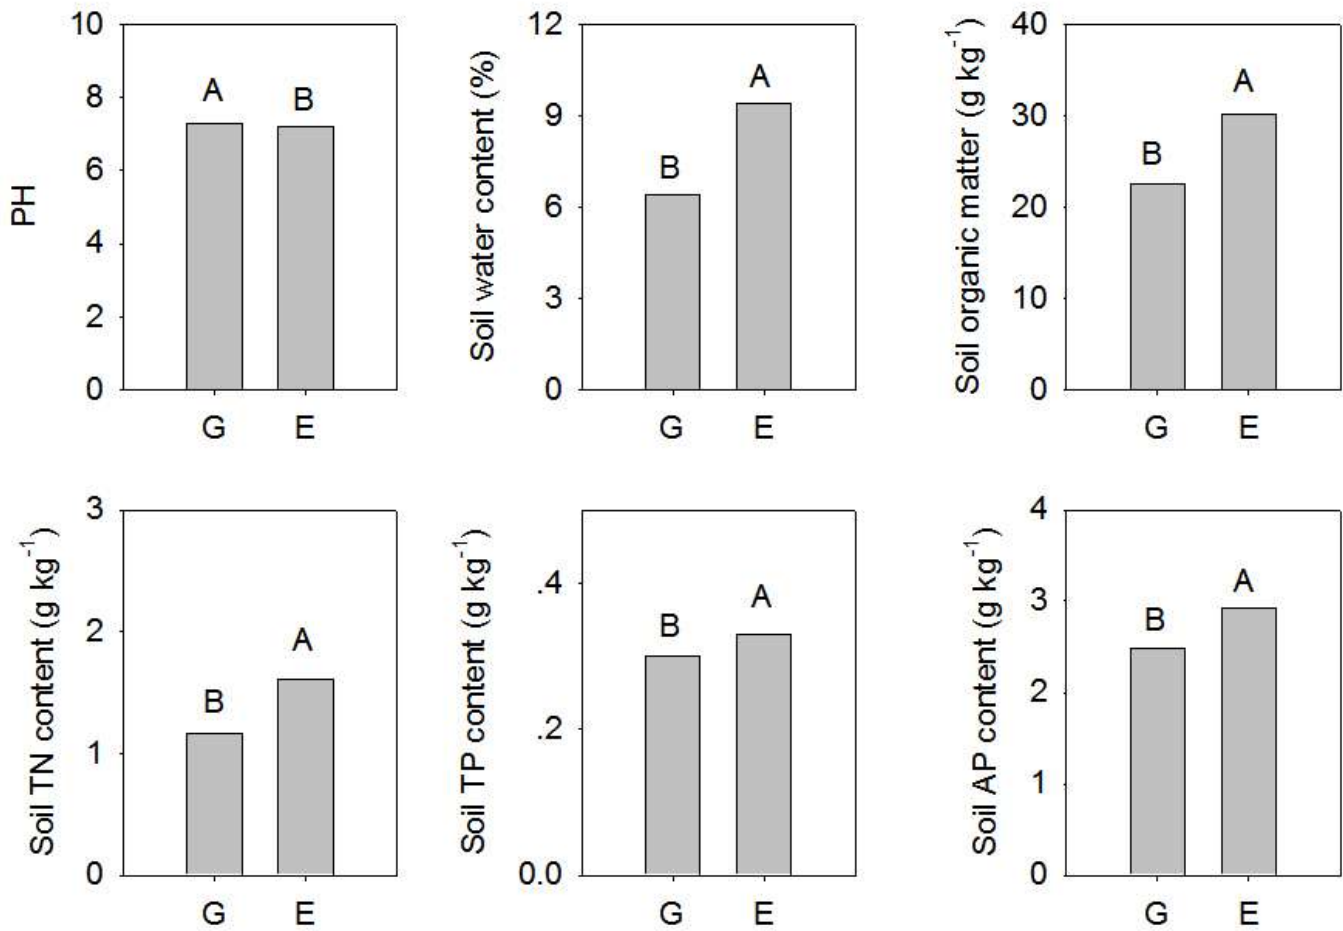 PH
10
8
6
4
2
0
A
B
G
E
Soil water content (%)
12
9
6
3
0
B
A
G
E
Soil organic matter (g kg⁻¹)
40
30
20
10
0
B
A
G
E
Soil TN content (g kg⁻¹)
3
2
1
0
B
A
G
E
Soil TP content (g kg⁻¹)
.4
.2
0.0
B
A
G
E
Soil AP content (g kg⁻¹)
4
3
2
1
0
B
A
G
E